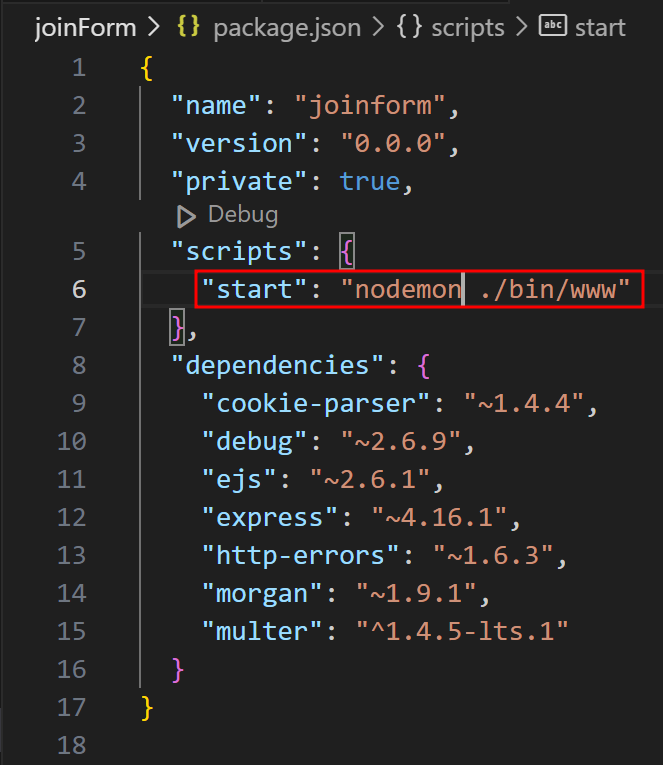 joinForm > {} package.json > {} scripts > abc start
1 {
2 "name": "joinform",
3 "version": "0.0.0",
4 "private": true,
Debug
5 "scripts": {
6 "start": "nodemon ./bin/www"
7 },
8 "dependencies": {
9 "cookie-parser": "~1.4.4",
10 "debug": "~2.6.9",
11 "ejs": "~2.6.1",
12 "express": "~4.16.1",
13 "http-errors": "~1.6.3",
14 "morgan": "~1.9.1",
15 "multer": "^1.4.5-lts.1"
16 }
17 }
18